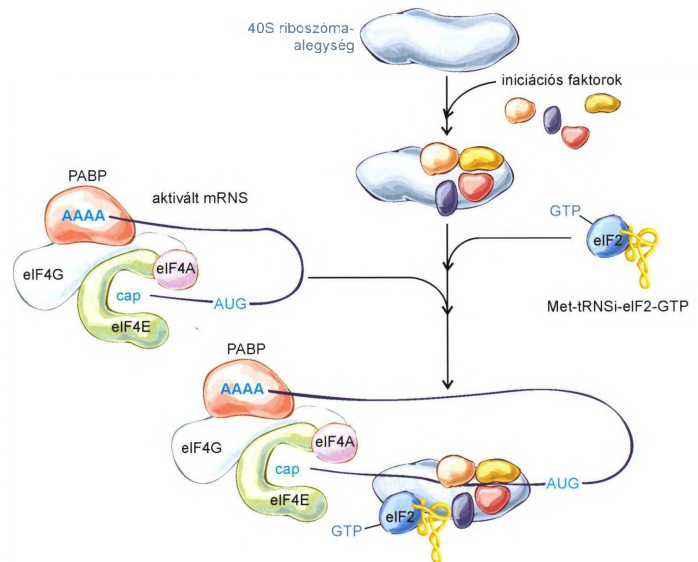 40S riboszóma-
alegység
iniciációs faktorok
PABP
aktivált mRNS
AAAA
GTP
eIF2
eIF4G
eIF4A
cap
AUG
eIF4E
Met-tRNSi-eIF2-GTP
PABP
AAAA
eIF4G
eIF4A
cap
AUG
eIF4E
eIF2
GTP